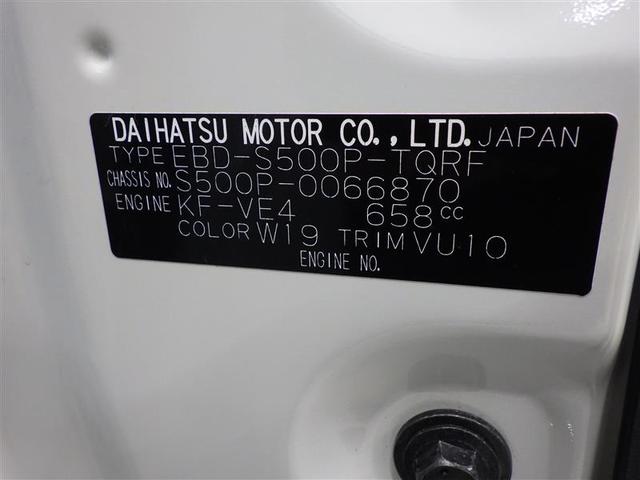 DAIHATSU MOTOR CO.,LTD. JAPAN
TYPE EBD-S500P-TQRF
CHASSIS NO. S500P-0066870
ENGINE KF-VE4 658cc
COLOR W19 TRIM VU10
ENGINE NO.